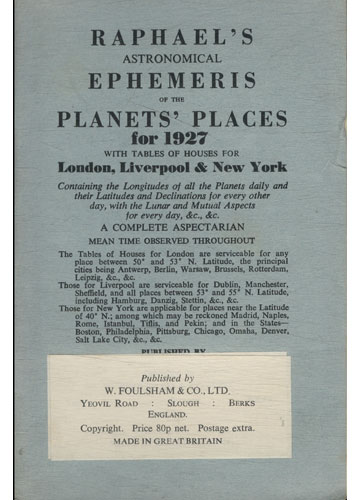 RAPHAEL'S
ASTRONOMICAL
EPHEMERIS
OF THE
PLANETS' PLACES
for 1927
WITH TABLES OF HOUSES FOR
London, Liverpool & New York
Containing the Longitudes of all the Planets daily and
their Latitudes and Declinations for every other
day, with the Lunar and Mutual Aspects
for every day, &c., &c.
A COMPLETE ASPECTARIAN
MEAN TIME OBSERVED THROUGHOUT
The Tables of Houses for London are serviceable for any
place between 50° and 53° N. Latitude, the principal
cities being Antwerp, Berlin, Warsaw, Brussels, Rotterdam,
Leipzig, &c., &c.
Those for Liverpool are serviceable for Dublin, Manchester,
Sheffield, and all places between 53° and 55° N. Latitude,
including Hamburg, Danzig, Stettin, &c., &c.
Those for New York are applicable for places near the Latitude
of 40° N.; among which may be reckoned Madrid, Naples,
Rome, Istanbul, Tiflis, and Pekin; and in the States—
Boston, Philadelphia, Pittsburg, Chicago, Omaha, Denver,
Salt Lake City, &c., &c.
PUBLISHED BY
Published by
W. FOULSHAM & CO., LTD.
YEOVIL ROAD : SLOUGH : BERKS
ENGLAND.
Copyright. Price 80p net. Postage extra.
MADE IN GREAT BRITAIN